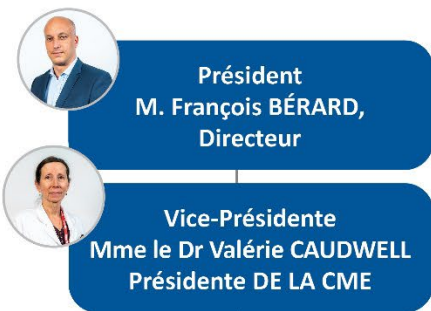 Président
M. François BÉRARD,
Directeur
Vice-Présidente
Mme le Dr Valérie CAUDWELL
Présidente DE LA CME